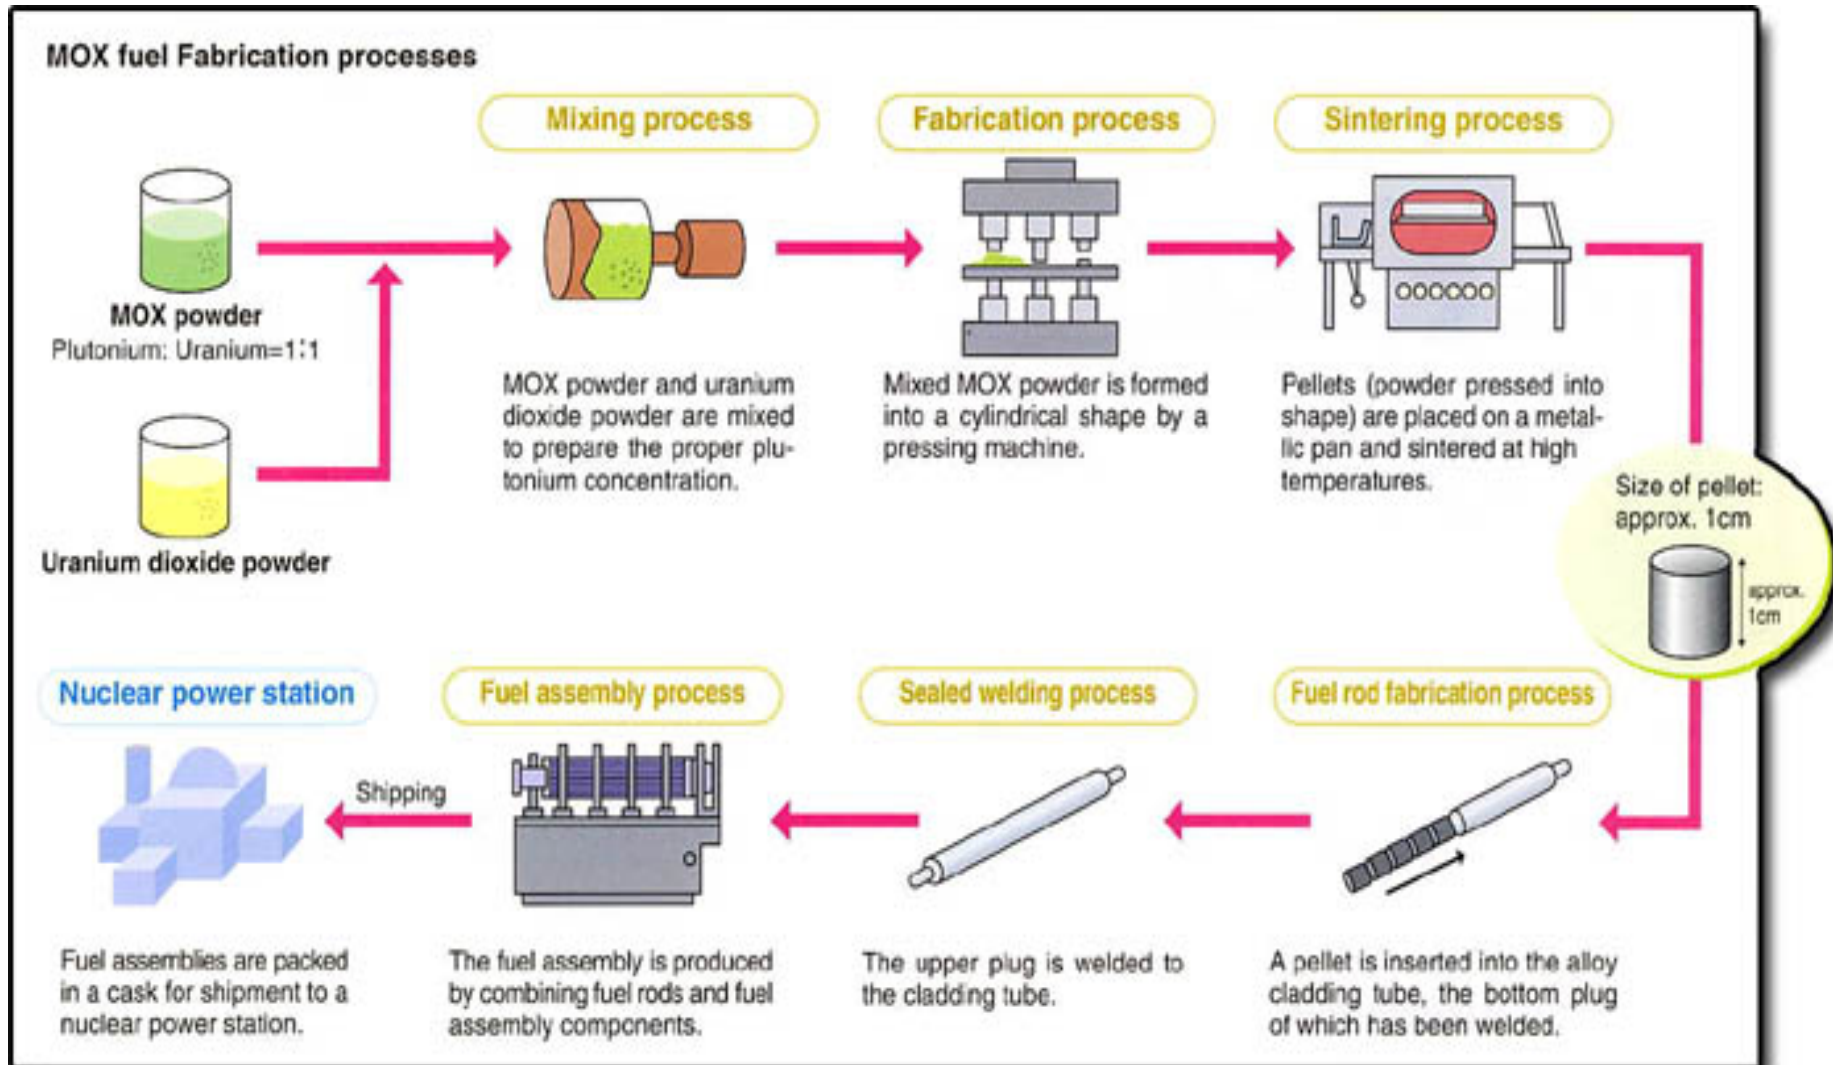 MOX fuel Fabrication processes
Mixing process
Fabrication process
Sintering process
MOX powder
Plutonium: Uranium=1:1
Uranium dioxide powder
MOX powder and uranium
dioxide powder are mixed
to prepare the proper plu-
tonium concentration.
Mixed MOX powder is formed
into a cylindrical shape by a
pressing machine.
Pellets (powder pressed into
shape) are placed on a metal-
lic pan and sintered at high
temperatures.
Size of pellet:
approx. 1cm
approx.
1cm
Fuel rod fabrication process
A pellet is inserted into the alloy
cladding tube, the bottom plug
of which has been welded.
Sealed welding process
The upper plug is welded to
the cladding tube.
Fuel assembly process
The fuel assembly is produced
by combining fuel rods and fuel
assembly components.
Shipping
Nuclear power station
Fuel assemblies are packed
in a cask for shipment to a
nuclear power station.